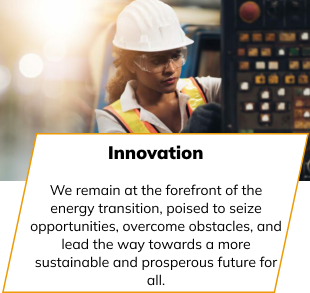 Innovation
We remain at the forefront of the
energy transition, poised to seize
opportunities, overcome obstacles, and
lead the way towards a more
sustainable and prosperous future for
all.